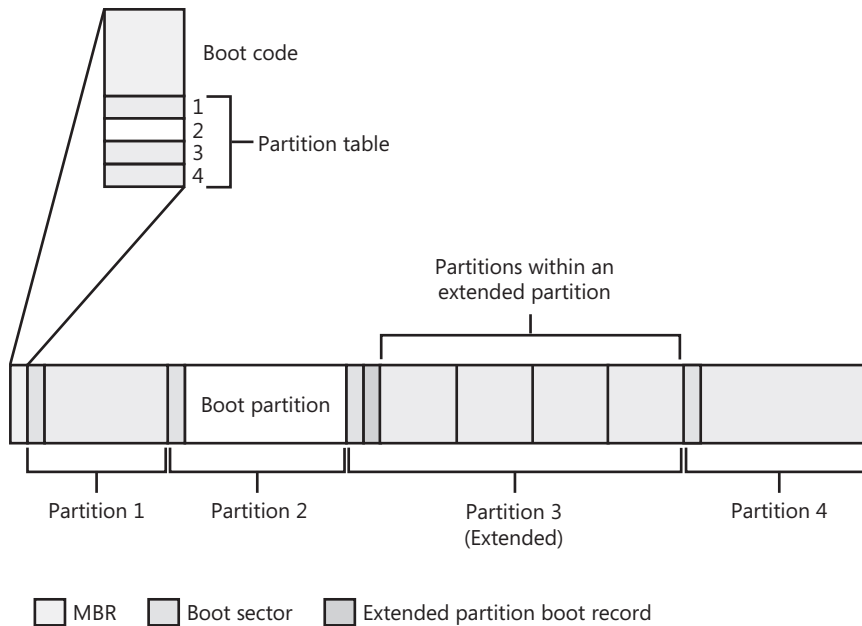 Boot code
1
2
3
4
Partition table
Partitions within an
extended partition
Boot partition
Partition 1
Partition 2
Partition 3
(Extended)
Partition 4
MBR
Boot sector
Extended partition boot record